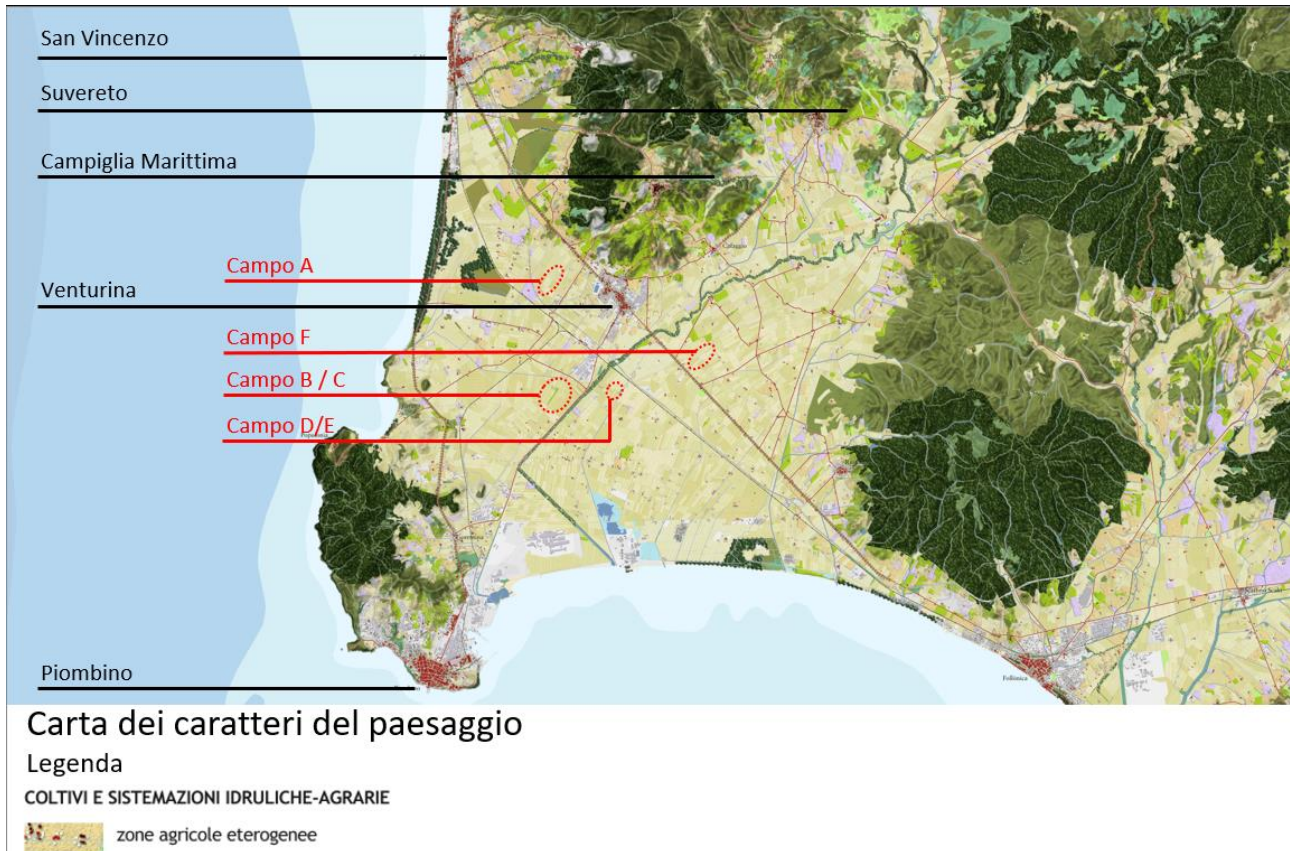 San Vincenzo
Suvereto
Campiglia Marittima
Campo A
Venturina
Campo F
Campo B / C
Campo D/E
Piombino
Follonica
Carta dei caratteri del paesaggio
Legenda
COLTIVI E SISTEMAZIONI IDRULICHE-AGRARIE
zone agricole eterogenee